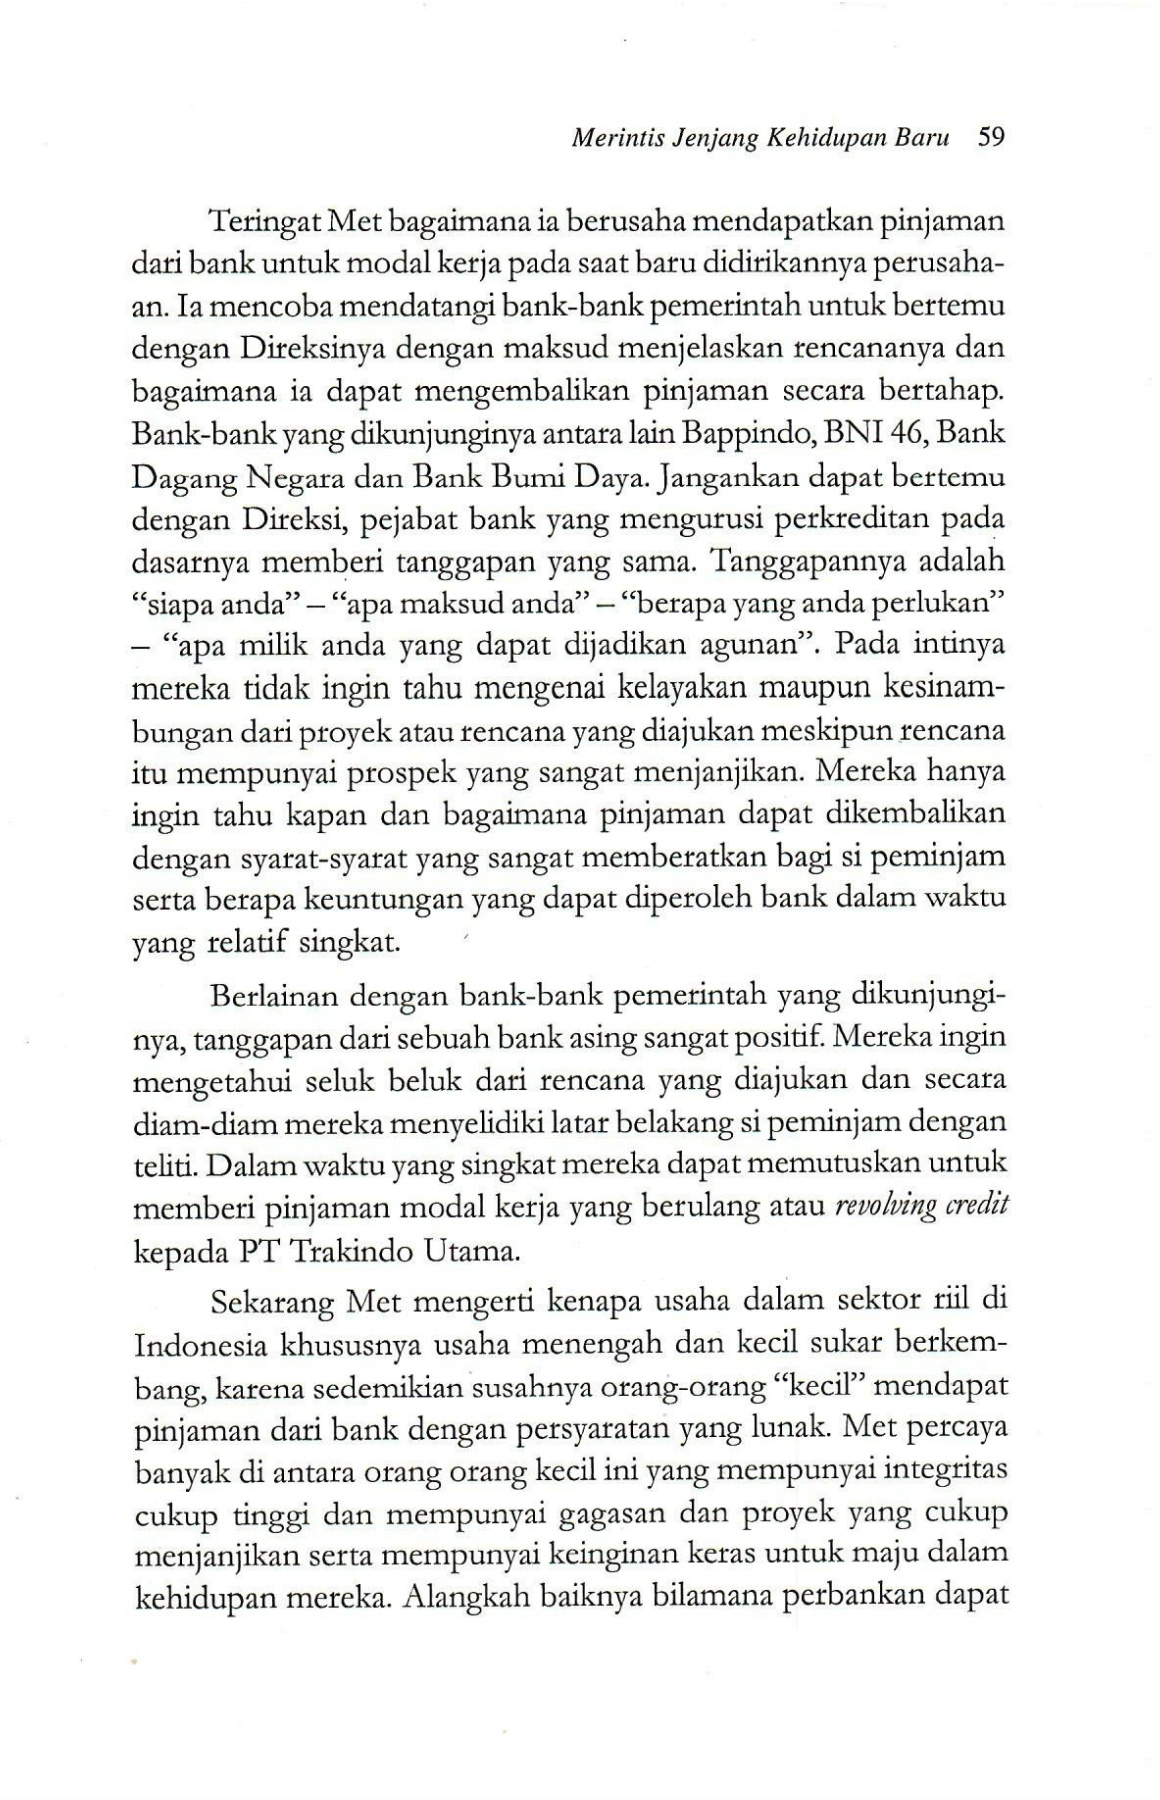 Merintis Jenjang Kehidupan Baru 59
Teringat Met bagaimana ia berusaha mendapatkan pinjaman
dari bank untuk modal kerja pada saat baru didirikannya perusaha-
an. Ia mencoba mendatangi bank-bank pemerintah untuk bertemu
dengan Direksinya dengan maksud menjelaskan rencananya dan
bagaimana ia dapat mengembalikan pinjaman secara bertahap.
Bank-bank yang dikunjunginya antara lain Bappindo, BNI 46, Bank
Dagang Negara dan Bank Bumi Daya. Jangankan dapat bertemu
dengan Direksi, pejabat bank yang mengurusi perkreditan pada
dasarnya memberi tanggapan yang sama. Tanggapannya adalah
“siapa anda” – “apa maksud anda” – “berapa yang anda perlukan”
– “apa milik anda yang dapat dijadikan agunan”. Pada intinya
mereka tidak ingin tahu mengenai kelayakan maupun kesinam-
bungan dari proyek atau rencana yang diajukan meskipun rencana
itu mempunyai prospek yang sangat menjanjikan. Mereka hanya
ingin tahu kapan dan bagaimana pinjaman dapat dikembalikan
dengan syarat-syarat yang sangat memberatkan bagi si peminjam
serta berapa keuntungan yang dapat diperoleh bank dalam waktu
yang relatif singkat.
Berlainan dengan bank-bank pemerintah yang dikunjungi-
nya, tanggapan dari sebuah bank asing sangat positif. Mereka ingin
mengetahui seluk beluk dari rencana yang diajukan dan secara
diam-diam mereka menyelidiki latar belakang si peminjam dengan
teliti. Dalam waktu yang singkat mereka dapat memutuskan untuk
memberi pinjaman modal kerja yang berulang atau revolving credit
kepada PT Trakindo Utama.
Sekarang Met mengerti kenapa usaha dalam sektor riil di
Indonesia khususnya usaha menengah dan kecil sukar berkem-
bang, karena sedemikian susahnya orang-orang “kecil” mendapat
pinjaman dari bank dengan persyaratan yang lunak. Met percaya
banyak di antara orang orang kecil ini yang mempunyai integritas
cukup tinggi dan mempunyai gagasan dan proyek yang cukup
menjanjikan serta mempunyai keinginan keras untuk maju dalam
kehidupan mereka. Alangkah baiknya bilamana perbankan dapat